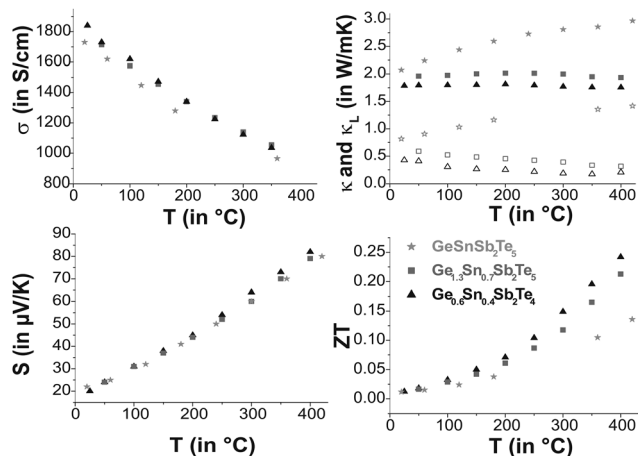 σ (in S/cm)
1800
1600
1400
1200
1000
800
0 100 200 300 400
T (in °C)
κ and κL (in W/mK)
3.0
2.5
2.0
1.5
1.0
0.5
0.0
0 100 200 300 400
T (in °C)
S (in µV/K)
90
80
70
60
50
40
30
20
0 100 200 300 400
T (in °C)
ZT
0.25
0.20
0.15
0.10
0.05
0.00
0 100 200 300 400
T (in °C)
GeSnSb2Te5
Ge1.3Sn0.7Sb2Te5
Ge0.6Sn0.4Sb2Te4